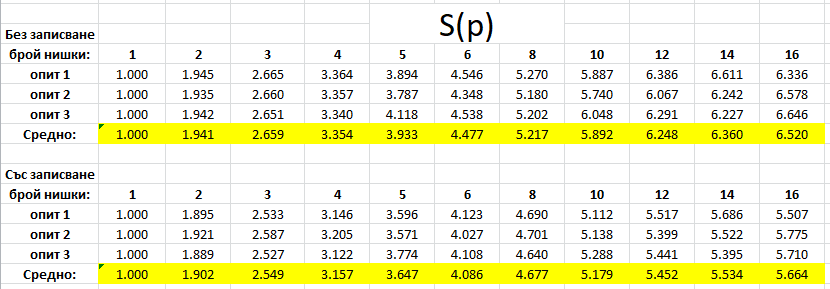 S(p)
Без записване
брой нишки: 1 2 3 4 5 6 8 10 12 14 16
опит 1 1.000 1.945 2.665 3.364 3.894 4.546 5.270 5.887 6.386 6.611 6.336
опит 2 1.000 1.935 2.660 3.357 3.787 4.348 5.180 5.740 6.067 6.242 6.578
опит 3 1.000 1.942 2.651 3.340 4.118 4.538 5.202 6.048 6.291 6.227 6.646
Средно: 1.000 1.941 2.659 3.354 3.933 4.477 5.217 5.892 6.248 6.360 6.520
Със записване
брой нишки: 1 2 3 4 5 6 8 10 12 14 16
опит 1 1.000 1.895 2.533 3.146 3.596 4.123 4.690 5.112 5.517 5.686 5.507
опит 2 1.000 1.921 2.587 3.205 3.571 4.027 4.701 5.138 5.399 5.522 5.775
опит 3 1.000 1.889 2.527 3.122 3.774 4.108 4.640 5.288 5.441 5.395 5.710
Средно: 1.000 1.902 2.549 3.157 3.647 4.086 4.677 5.179 5.452 5.534 5.664